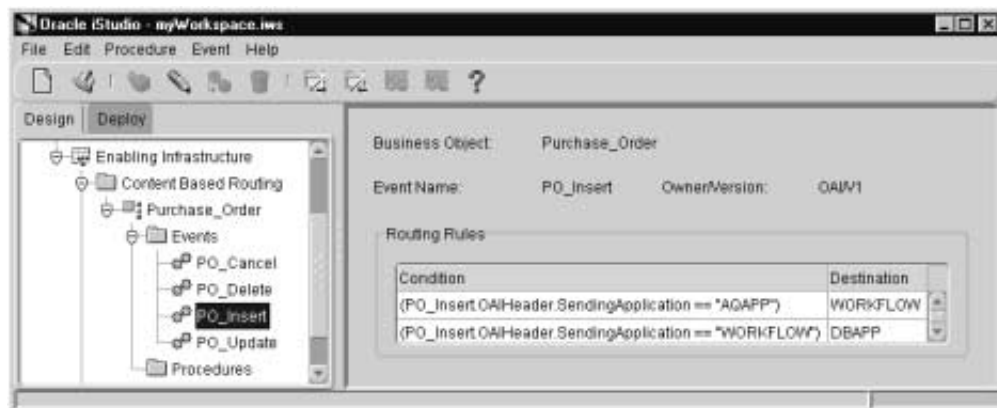 Oracle iStudio - myWorkspace.iws
File Edit Procedure Event Help
Design Deploy
Enabling Infrastructure
Content Based Routing
Purchase_Order
Events
PO_Cancel
PO_Delete
PO_Insert
PO_Update
Procedures
Business Object: Purchase_Order
Event Name: PO_Insert Owner/Version: OAI/V1
Routing Rules
Condition Destination
(PO_Insert.OAIHeader.SendingApplication == "AQAPP") WORKFLOW
(PO_Insert.OAIHeader.SendingApplication == "WORKFLOW") DBAPP